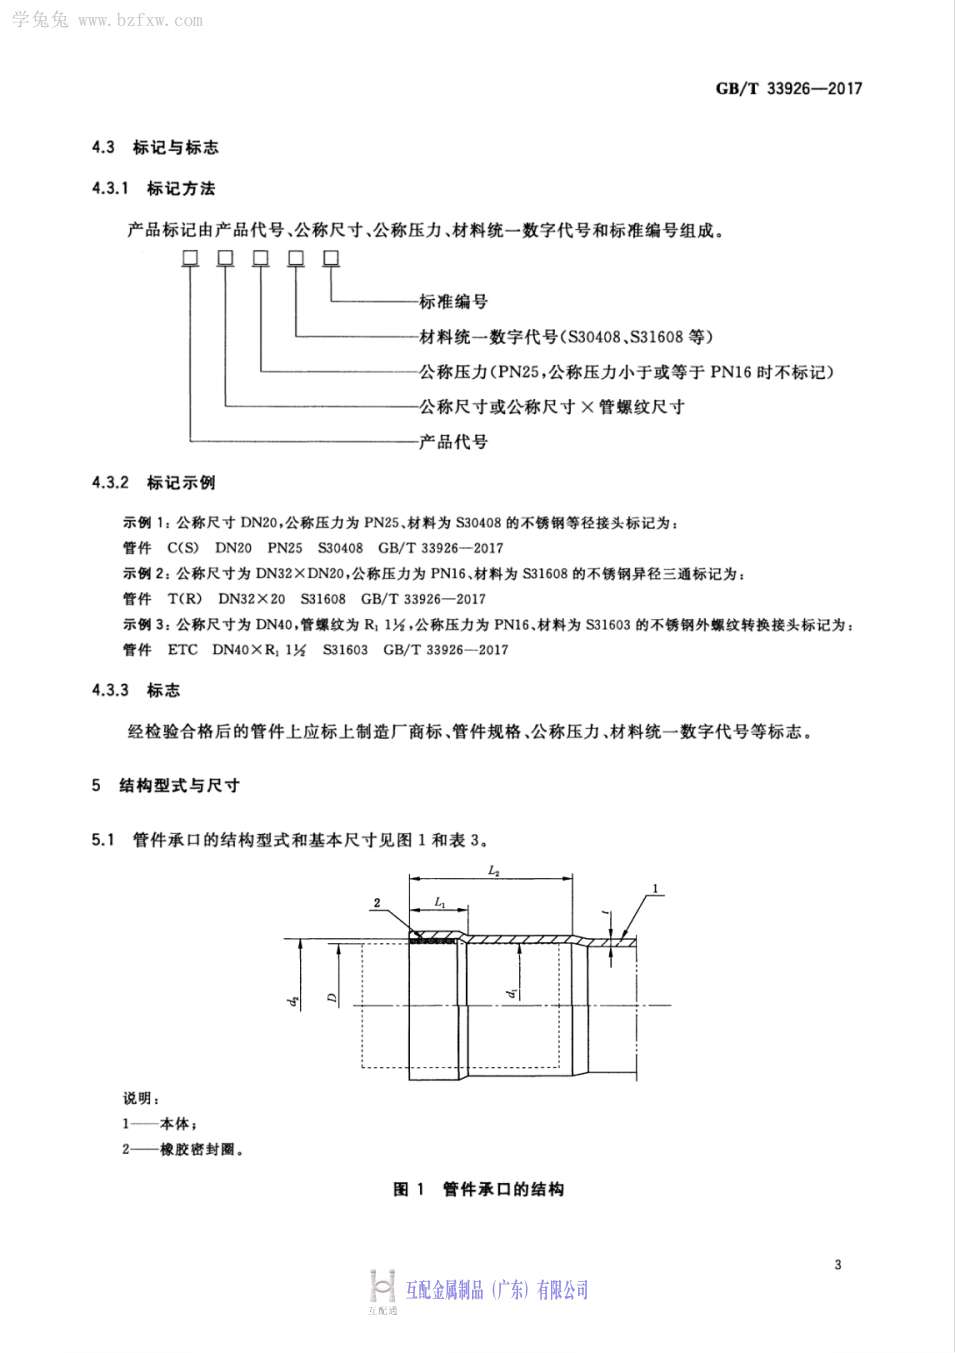 学兔兔 www.bzfxw.com
GB/T 33926—2017
4.3 标记与标志
4.3.1 标记方法
产品标记由产品代号、公称尺寸、公称压力、材料统一数字代号和标准编号组成。
标准编号
材料统一数字代号(S30408、S31608 等)
公称压力(PN25,公称压力小于或等于 PN16 时不标记)
公称尺寸或公称尺寸×管螺纹尺寸
产品代号
4.3.2 标记示例
示例 1：公称尺寸 DN20,公称压力为 PN25、材料为 S30408 的不锈钢等径接头标记为：
管件 C(S) DN20 PN25 S30408 GB/T 33926—2017
示例 2：公称尺寸为 DN32×DN20,公称压力为 PN16、材料为 S31608 的不锈钢异径三通标记为：
管件 T(R) DN32×20 S31608 GB/T 33926—2017
示例 3：公称尺寸为 DN40,管螺纹为 R₁ 1½,公称压力为 PN16、材料为 S31603 的不锈钢外螺纹转换接头标记为：
管件 ETC DN40×R₁ 1½ S31603 GB/T 33926—2017
4.3.3 标志
经检验合格后的管件上应标上制造厂商标、管件规格、公称压力、材料统一数字代号等标志。
5 结构型式与尺寸
5.1 管件承口的结构型式和基本尺寸见图 1 和表 3。
L₂
1
2
L₁
t
d₂
D
d₁
说明：
1——本体；
2——橡胶密封圈。
图 1 管件承口的结构
3
互配金属制品（广东）有限公司
互配通